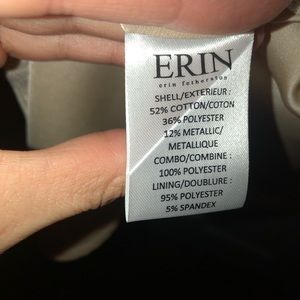 ERIN
erin fetherston
SHELL/EXTERIEUR :
52% COTTON/COTON
36% POLYESTER
12% METALLIC/
METALLIQUE
COMBO/COMBINE :
100% POLYESTER
LINING/DOUBLURE :
95% POLYESTER
5% SPANDEX